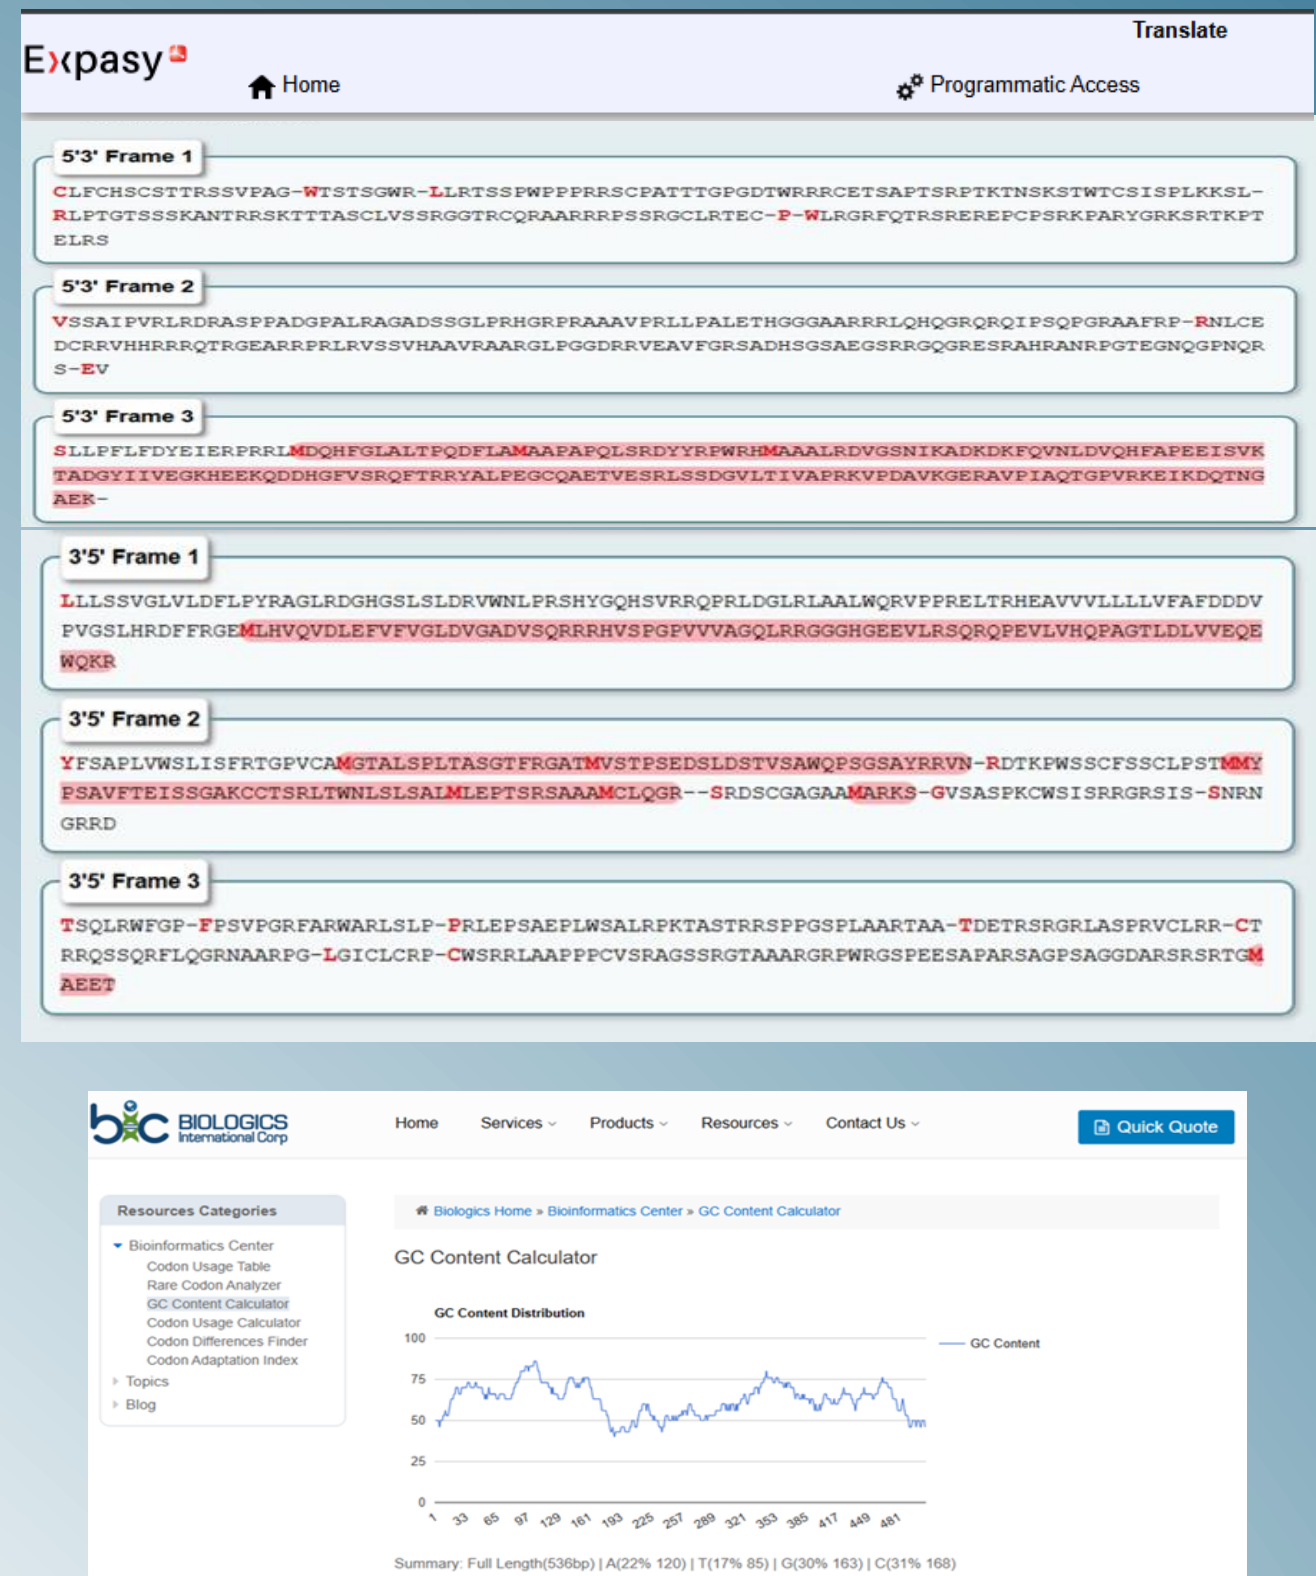 Translate
Expasy
Home
Programmatic Access
5'3' Frame 1
CLFCHSCSTTRSSVPAG-WTSTSGWR-LLRTSSPWPPPRRSCPATTTGPGDTWRRRCETSAPTSRPTKTNSKSTWTCSISPLKKSL-
RLPTGTSSSKANTRRSKTTTASCLVSSRGGTRCQRAARRRPSSRGCLRTEC-P-WLRGRFQTRSREREPCPSRKPARYGRKSRTKPT
ELRS
5'3' Frame 2
VSSAIPVRLRDRASPPADGPALRAGADSSGLPRHGRPRAAAVPRLLPALETHGGGAARRRLQHQGRQRQIPSQPGRAAFRP-RNLCE
DCRRVHHRRRQTRGEARRPRLRVSSVHAAVRAARGLPGGDRRVEAVFGRSADHSGSAEGSRRGQGRESRAHRANRPGTEGNQGPNQR
S-EV
5'3' Frame 3
SLLPFLFDYEIERPRRLMDQHFGLALTPQDFLAMAAPAPQLSRDYYRPWRHMAAALRDVGSNIKADKDKFQVNLDVQHFAPEEISVK
TADGYIIVEGKHEEKQDDHGFVSRQFTRRYALPEGCQAETVESRLSSDGVLTIVAPRKVPDAVKGERAVPIAQTGPVRKEIKDQTNG
AEK-
3'5' Frame 1
LLLSSVGLVLDFLPYRAGLRDGHGSLSLDRVWNLPRSHYGQHSVRRQPRLDGLRLAALWQRVPPRELTRHEAVVVLLLLVFAFDDDV
PVGSLHRDFFRGEMLHVQVDLEFVFVGLDVGADVSQRRRHVSPGPVVVAGQLRRGGGHGEEVLRSQRQPEVLVHQPAGTLDLVVEQE
WQKR
3'5' Frame 2
YFSAPLVWSLISFRTGPVCAMGTALSPLTASGTFRGATMVSTPSEDSLDSTVSAWQPSGSAYRRVN-RDTKPWSSCFSSCLPSTMMY
PSAVFTEISSGAKCCTSRLTWNLSLSALMLEPTSRSAAAMCLQGR--SRDSCGAGAAMARKS-GVSASPKCWSISRRGRSIS-SNRN
GRRD
3'5' Frame 3
TSQLRWFGP-FPSVPGRFARWARLSLP-PRLEPSAEPLWSALRPKTASTRRSPPGSPLAARTAA-TDETRSRGRLASPRVCLRR-CT
RRQSSQRFLQGRNAARPG-LGICLCRP-CWSRRLAAPPPCVSRAGSSRGTAAARGRPWRGSPEESAPARSAGPSAGGDARSRSRTGM
AEET
bic BIOLOGICS International Corp
Home Services Products Resources Contact Us Quick Quote
Resources Categories
Bioinformatics Center
Codon Usage Table
Rare Codon Analyzer
GC Content Calculator
Codon Usage Calculator
Codon Differences Finder
Codon Adaptation Index
Topics
Blog
Biologics Home » Bioinformatics Center » GC Content Calculator
GC Content Calculator
GC Content Distribution
GC Content
100
75
50
25
0
1 33 65 97 129 161 193 225 257 289 321 353 385 417 449 481
Summary: Full Length(536bp) | A(22% 120) | T(17% 85) | G(30% 163) | C(31% 168)